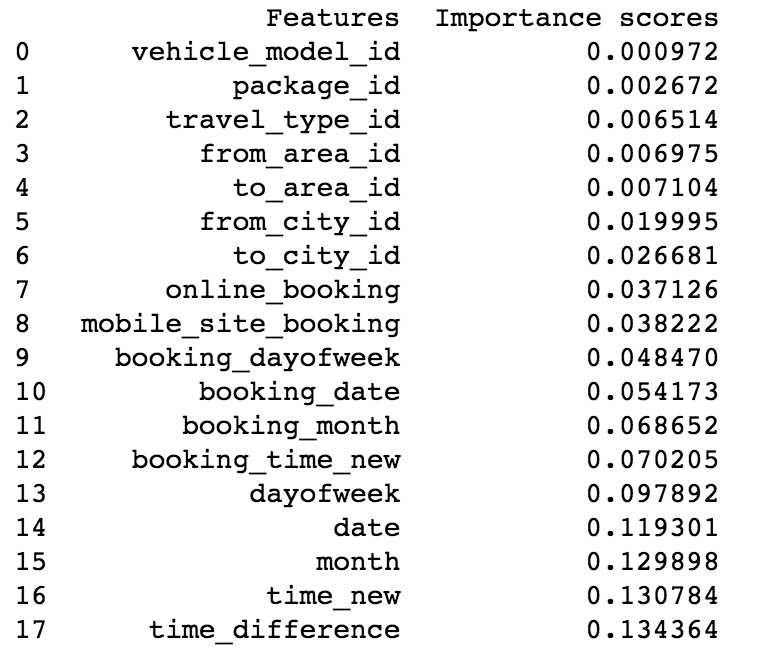 Features Importance scores
0 vehicle_model_id 0.000972
1 package_id 0.002672
2 travel_type_id 0.006514
3 from_area_id 0.006975
4 to_area_id 0.007104
5 from_city_id 0.019995
6 to_city_id 0.026681
7 online_booking 0.037126
8 mobile_site_booking 0.038222
9 booking_dayofweek 0.048470
10 booking_date 0.054173
11 booking_month 0.068652
12 booking_time_new 0.070205
13 dayofweek 0.097892
14 date 0.119301
15 month 0.129898
16 time_new 0.130784
17 time_difference 0.134364